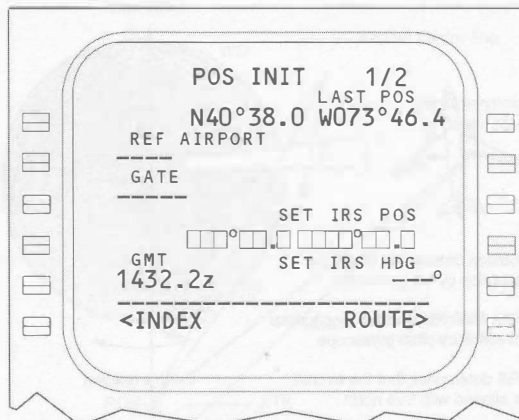 POS INIT 1/2
LAST POS
N40°38.0 W073°46.4
REF AIRPORT
----
GATE
-----
SET IRS POS
□□□°□□.□ □□□□°□□.□
GMT SET IRS HDG
1432.2z ---°
------------------------
<INDEX ROUTE>